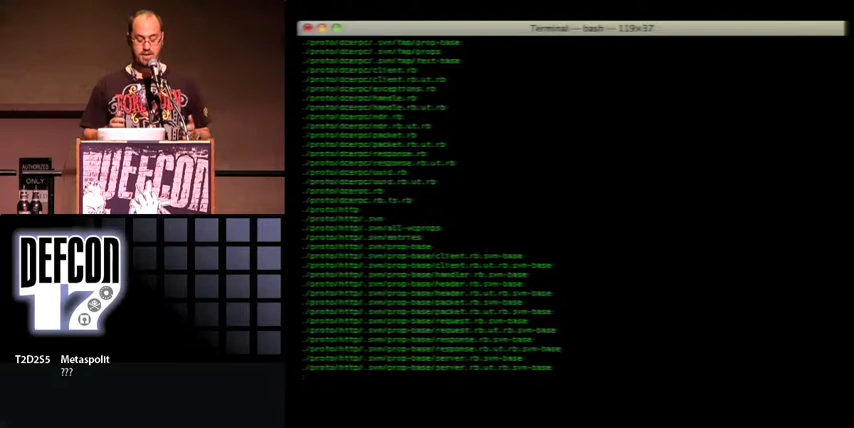 AUTHORIZED
ONLY
DEFCON
DEFCON
17
T2D2S5 Metasploit
???
Terminal — bash — 119×37
./proto/dcerpc/.svn/tmp/prop-base
./proto/dcerpc/.svn/tmp/props
./proto/dcerpc/.svn/tmp/text-base
./proto/dcerpc/client.rb
./proto/dcerpc/client.rb.ut.rb
./proto/dcerpc/exceptions.rb
./proto/dcerpc/handle.rb
./proto/dcerpc/handle.rb.ut.rb
./proto/dcerpc/ndr.rb
./proto/dcerpc/ndr.rb.ut.rb
./proto/dcerpc/packet.rb
./proto/dcerpc/packet.rb.ut.rb
./proto/dcerpc/response.rb
./proto/dcerpc/response.rb.ut.rb
./proto/dcerpc/uuid.rb
./proto/dcerpc/uuid.rb.ut.rb
./proto/dcerpc.rb
./proto/dcerpc.rb.ts.rb
./proto/http
./proto/http/.svn
./proto/http/.svn/all-wcprops
./proto/http/.svn/entries
./proto/http/.svn/prop-base
./proto/http/.svn/prop-base/client.rb.svn-base
./proto/http/.svn/prop-base/client.rb.ut.rb.svn-base
./proto/http/.svn/prop-base/handler.rb.svn-base
./proto/http/.svn/prop-base/header.rb.svn-base
./proto/http/.svn/prop-base/header.rb.ut.rb.svn-base
./proto/http/.svn/prop-base/packet.rb.svn-base
./proto/http/.svn/prop-base/packet.rb.ut.rb.svn-base
./proto/http/.svn/prop-base/request.rb.svn-base
./proto/http/.svn/prop-base/request.rb.ut.rb.svn-base
./proto/http/.svn/prop-base/response.rb.svn-base
./proto/http/.svn/prop-base/response.rb.ut.rb.svn-base
./proto/http/.svn/prop-base/server.rb.svn-base
./proto/http/.svn/prop-base/server.rb.ut.rb.svn-base
: